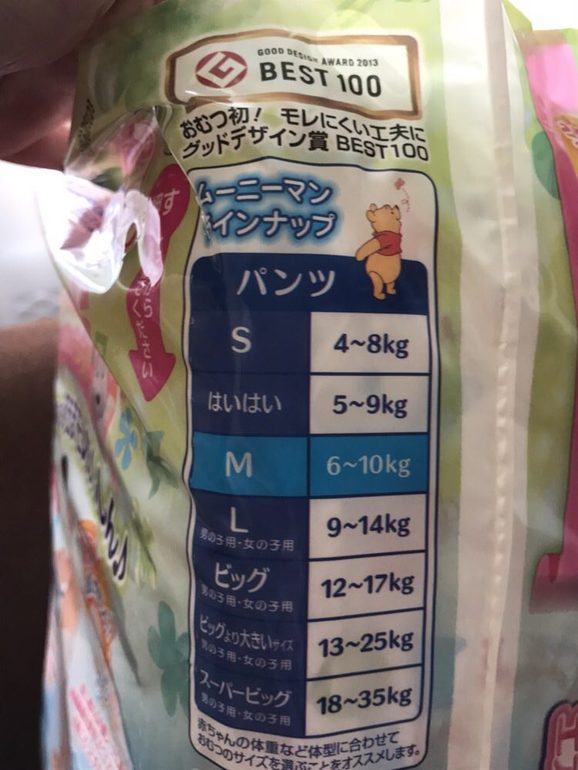 GOOD DESIGN AWARD 2013
BEST 100
おむつ初！ モレにくい工夫に
グッドデザイン賞 BEST100
ムーニーマン
ラインナップ
パンツ
S 4~8kg
はいはい 5~9kg
M 6~10kg
L 9~14kg
男の子用・女の子用
ビッグ 12~17kg
男の子用・女の子用
ビッグより大きいサイズ 13~25kg
男の子用・女の子用
スーパービッグ 18~35kg
男の子用・女の子用
赤ちゃんの体重など体型に合わせて
おむつのサイズを選ぶことをオススメします。